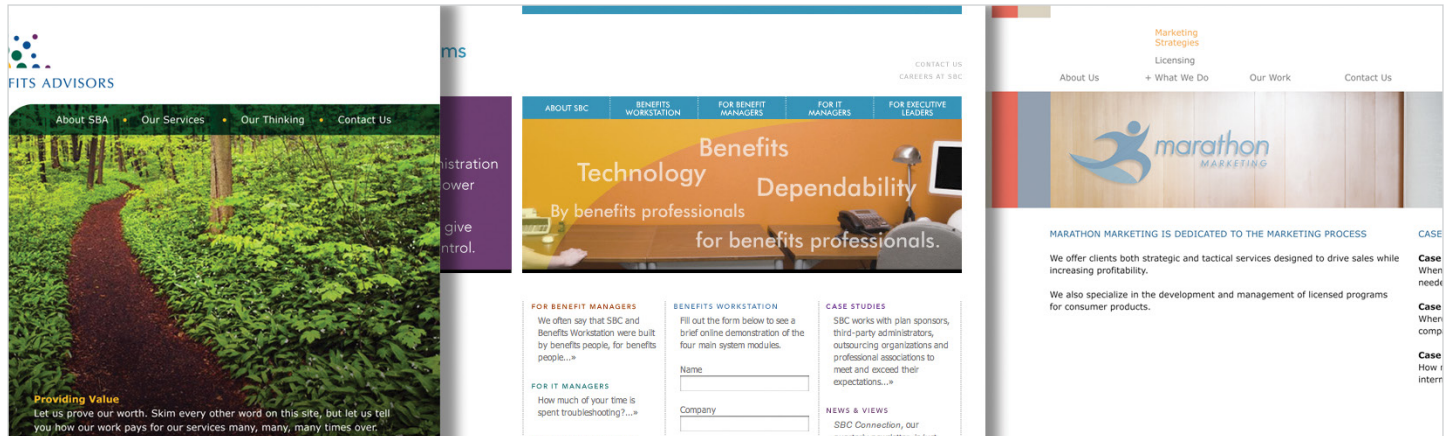 FITS ADVISORS
About SBA • Our Services • Our Thinking • Contact Us
Providing Value
Let us prove our worth. Skim every other word on this site, but let us tell
you how our work pays for our services many, many, many times over.
ms
nistration
ower
give
ntrol.
CONTACT US
CAREERS AT SBC
ABOUT SBC
BENEFITS
WORKSTATION
FOR BENEFIT
MANAGERS
FOR IT
MANAGERS
FOR EXECUTIVE
LEADERS
Benefits
Technology
Dependability
By benefits professionals
for benefits professionals.
FOR BENEFIT MANAGERS
We often say that SBC and
Benefits Workstation were built
by benefits people, for benefits
people...»
FOR IT MANAGERS
How much of your time is
spent troubleshooting?...»
BENEFITS WORKSTATION
Fill out the form below to see a
brief online demonstration of the
four main system modules.
Name
Company
CASE STUDIES
SBC works with plan sponsors,
third-party administrators,
outsourcing organizations and
professional associations to
meet and exceed their
expectations...»
NEWS & VIEWS
SBC Connection, our
Marketing
Strategies
Licensing
About Us
+ What We Do
Our Work
Contact Us
marathon
MARKETING
MARATHON MARKETING IS DEDICATED TO THE MARKETING PROCESS
We offer clients both strategic and tactical services designed to drive sales while
increasing profitability.
We also specialize in the development and management of licensed programs
for consumer products.
CASE
Case
When
neede
Case
Where
comp
Case
How
intern